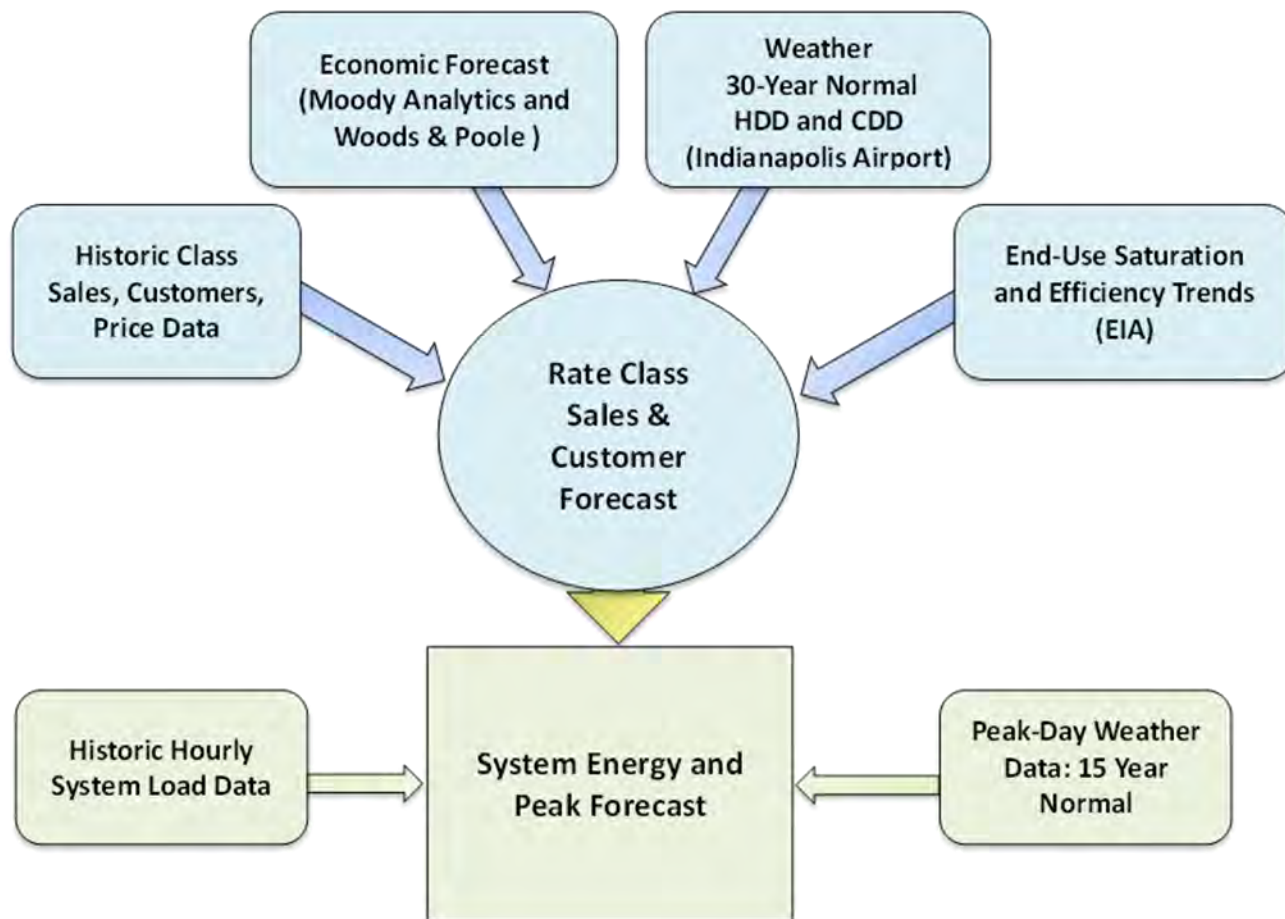 Economic Forecast
(Moody Analytics and
Woods & Poole )
Weather
30-Year Normal
HDD and CDD
(Indianapolis Airport)
Historic Class
Sales, Customers,
Price Data
End-Use Saturation
and Efficiency Trends
(EIA)
Rate Class
Sales &
Customer
Forecast
Historic Hourly
System Load Data
System Energy and
Peak Forecast
Peak-Day Weather
Data: 15 Year
Normal